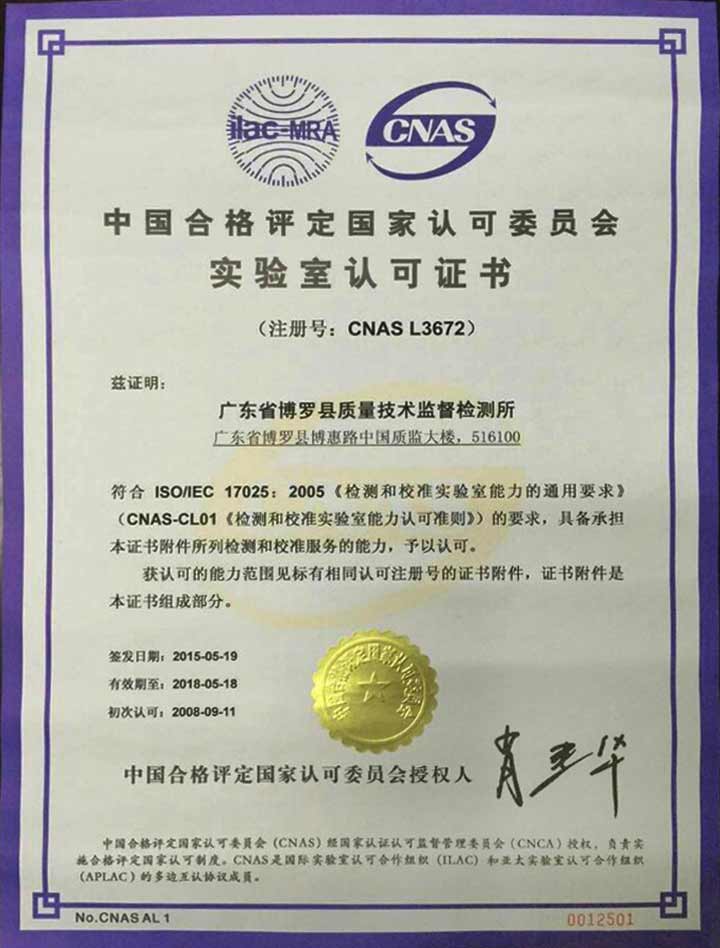 ilac-MRA
CNAS
中国合格评定国家认可委员会
实验室认可证书
（注册号：CNAS L3672）
兹证明：
广东省博罗县质量技术监督检测所
广东省博罗县博惠路中国质监大楼，516100
符合 ISO/IEC 17025：2005《检测和校准实验室能力的通用要求》
（CNAS-CL01《检测和校准实验室能力认可准则》）的要求，具备承担
本证书附件所列检测和校准服务的能力，予以认可。
获认可的能力范围见标有相同认可注册号的证书附件，证书附件是
本证书组成部分。
签发日期：2015-05-19
有效期至：2018-05-18
初次认可：2008-09-11
中国合格评定国家认可委员会
中国合格评定国家认可委员会授权人
中国合格评定国家认可委员会（CNAS）经国家认证认可监督管理委员会（CNCA）授权，负责实
施合格评定国家认可制度。CNAS是国际实验室认可合作组织（ILAC）和亚太实验室认可合作组织
（APLAC）的多边互认协议成员。
No.CNAS AL 1
0012501